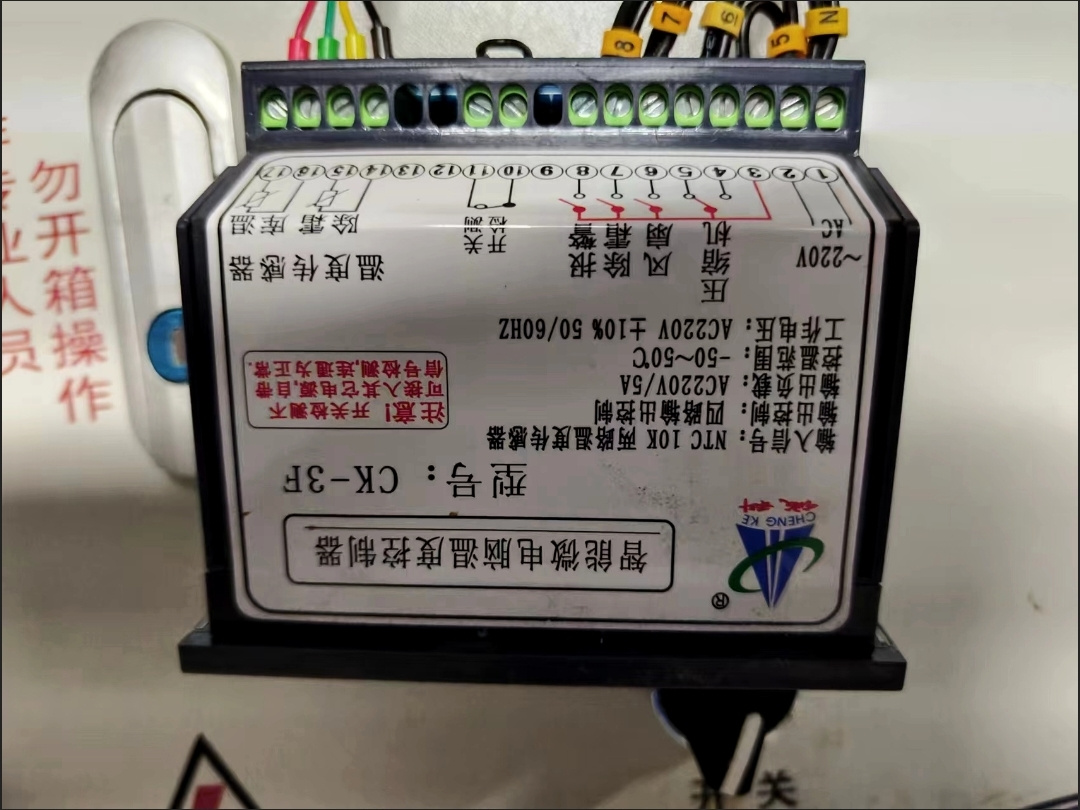 8 7 6 5 N
专业人员
勿开箱操作
®
CHENG KE
智能微电脑温度控制器
型号: CK-3F
输入信号: NTC 10K 两路温度传感器
输出控制: 四路输出控制
输出负载: AC220V/5A
控温范围: -50~50℃
工作电压: AC220V ±10% 50/60HZ
注意! 开关检测不
可接入其它电源,自带
信号检测,连通为正常.
~220V
AC
压缩机
风扇
除霜
报警
开关
检测
温度传感器
除霜
库温
1 2 3 4 5 6 7 8 9 10 11 12 13 14 15 16 17
开关